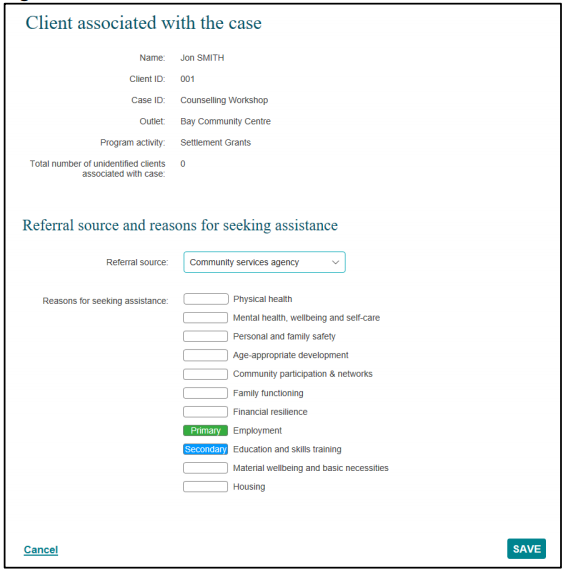 Client associated with the case
Name: Jon SMITH
Client ID: 001
Case ID: Counselling Workshop
Outlet: Bay Community Centre
Program activity: Settlement Grants
Total number of unidentified clients 0
associated with case:
Referral source and reasons for seeking assistance
Referral source: Community services agency
Reasons for seeking assistance: Physical health
Mental health, wellbeing and self-care
Personal and family safety
Age-appropriate development
Community participation & networks
Family functioning
Financial resilience
Primary Employment
Secondary Education and skills training
Material wellbeing and basic necessities
Housing
Cancel SAVE